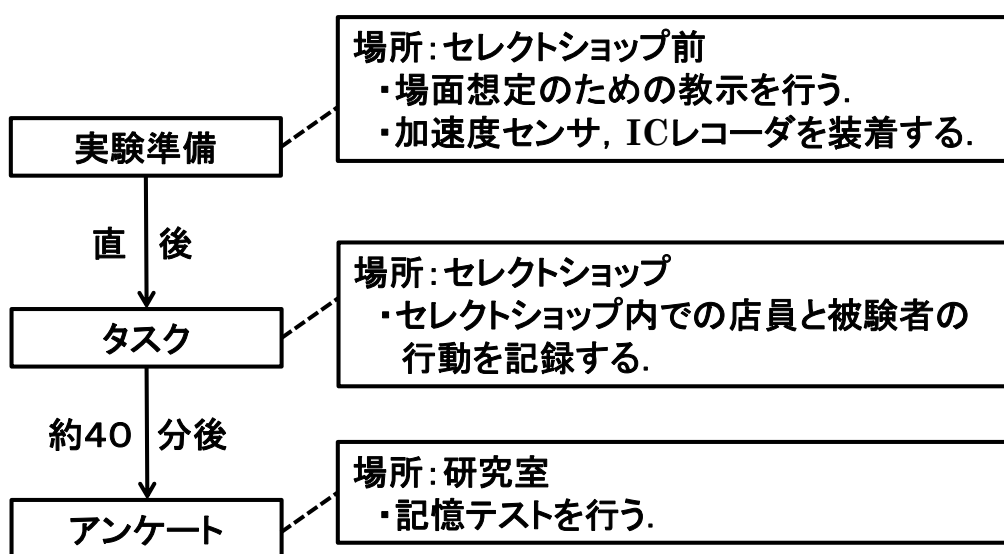 場所：セレクトショップ前
・場面想定のための教示を行う．
・加速度センサ，ICレコーダを装着する．
実験準備
直後
場所：セレクトショップ
・セレクトショップ内での店員と被験者の
行動を記録する．
タスク
約40分後
場所：研究室
・記憶テストを行う．
アンケート